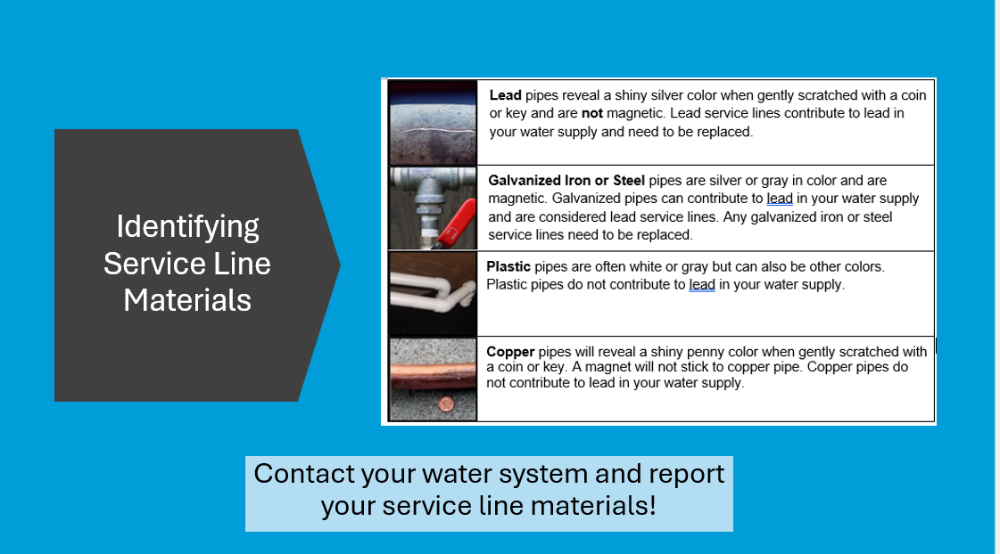 Identifying
Service Line
Materials
Lead pipes reveal a shiny silver color when gently scratched with a coin
or key and are not magnetic. Lead service lines contribute to lead in
your water supply and need to be replaced.
Galvanized Iron or Steel pipes are silver or gray in color and are
magnetic. Galvanized pipes can contribute to lead in your water supply
and are considered lead service lines. Any galvanized iron or steel
service lines need to be replaced.
Plastic pipes are often white or gray but can also be other colors.
Plastic pipes do not contribute to lead in your water supply.
Copper pipes will reveal a shiny penny color when gently scratched with
a coin or key. A magnet will not stick to copper pipe. Copper pipes do
not contribute to lead in your water supply.
Contact your water system and report
your service line materials!